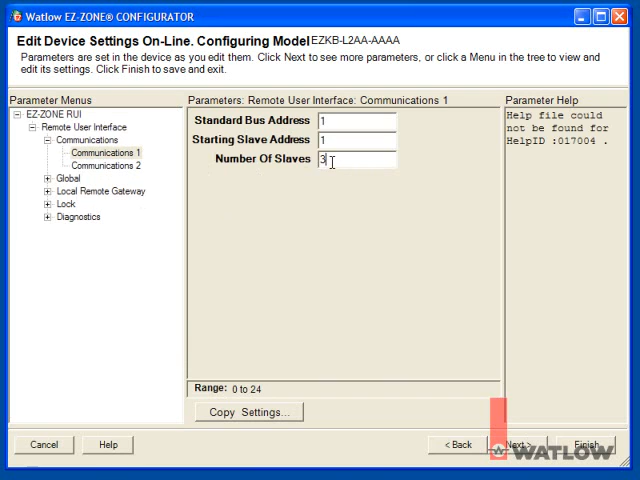 Watlow EZ-ZONE® CONFIGURATOR
Edit Device Settings On-Line. Configuring Model EZKB-L2AA-AAAA
Parameters are set in the device as you edit them. Click Next to see more parameters, or click a Menu in the tree to view and
edit its settings. Click Finish to save and exit.
Parameter Menus
EZ-ZONE RUI
Remote User Interface
Communications
Communications 1
Communications 2
Global
Local Remote Gateway
Lock
Diagnostics
Parameters: Remote User Interface: Communications 1
Standard Bus Address 1
Starting Slave Address 1
Number Of Slaves 3
Range: 0 to 24
Copy Settings...
Parameter Help
Help file could
not be found for
HelpID :017004 .
Cancel Help < Back Next > Finish
WATLOW